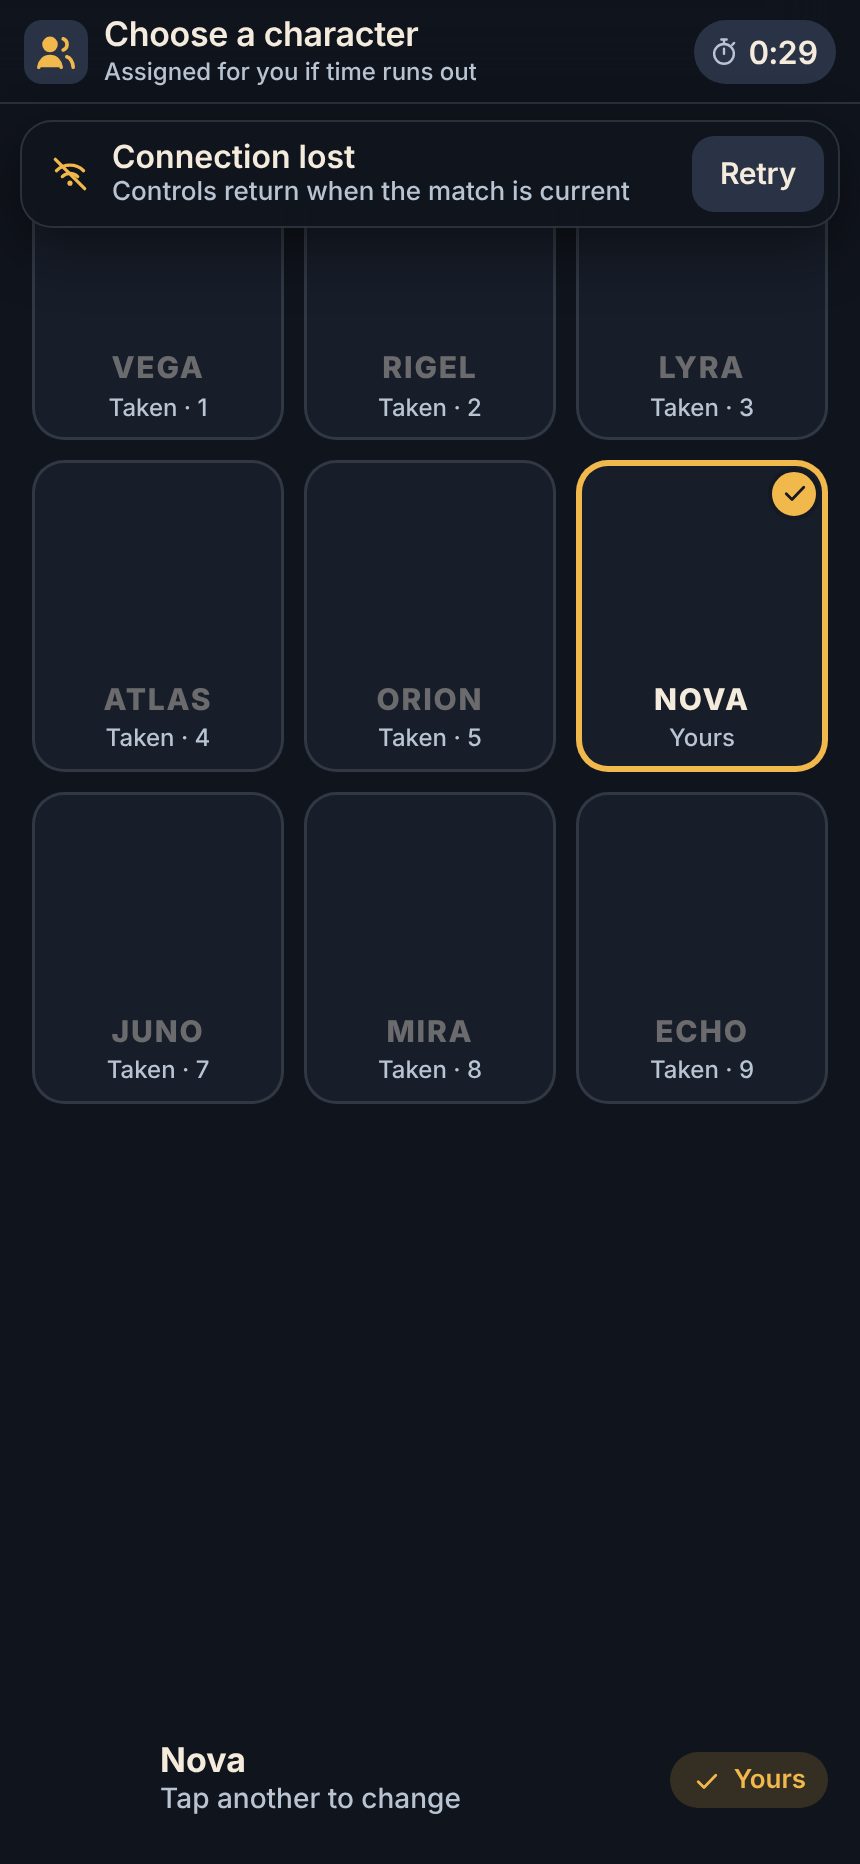 Choose a character
Assigned for you if time runs out
0:29
Connection lost
Controls return when the match is current
Retry
VEGA
Taken · 1
RIGEL
Taken · 2
LYRA
Taken · 3
ATLAS
Taken · 4
ORION
Taken · 5
NOVA
Yours
JUNO
Taken · 7
MIRA
Taken · 8
ECHO
Taken · 9
Nova
Tap another to change
Yours